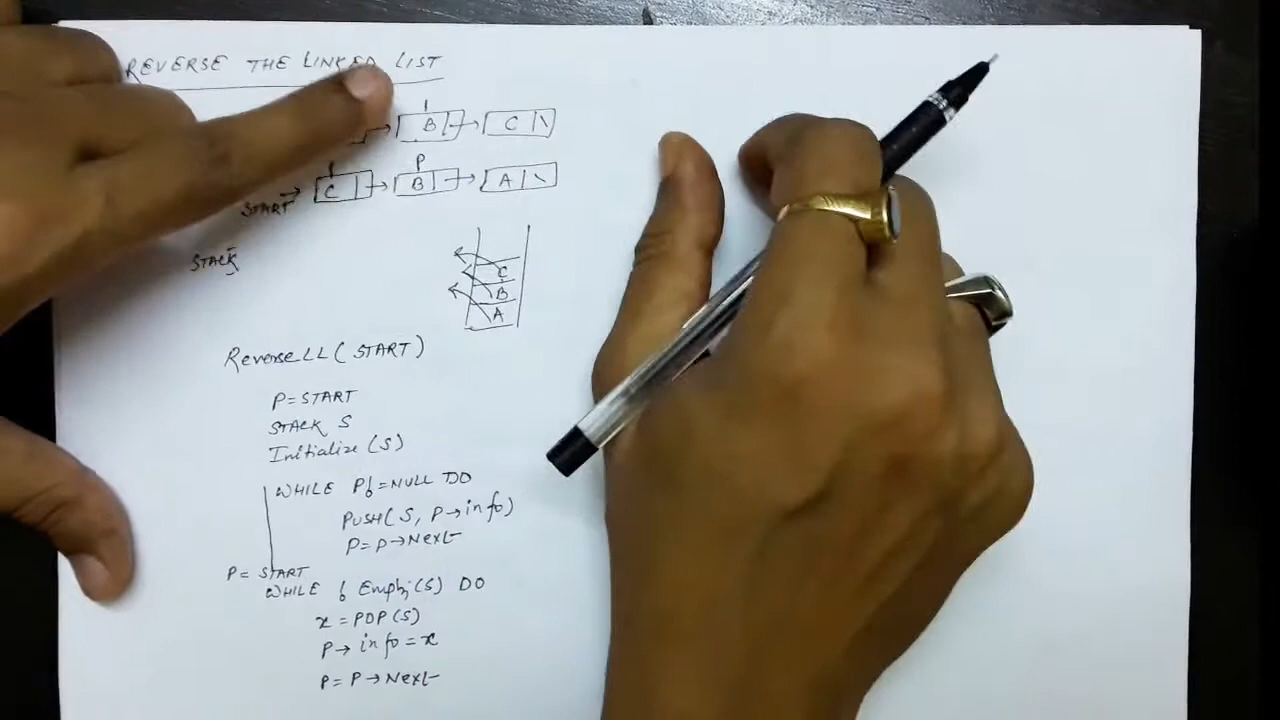 REVERSE THE LINKED LIST
B C
P
C B A
START
STACK
C
B
A
ReverseLL (START)
P = START
STACK S
Initialize (S)
WHILE P != NULL DO
PUSH( S, P→info)
P = P→Next
P = START
WHILE ! Empty(S) DO
x = POP(S)
P→ info = x
P = P→Next